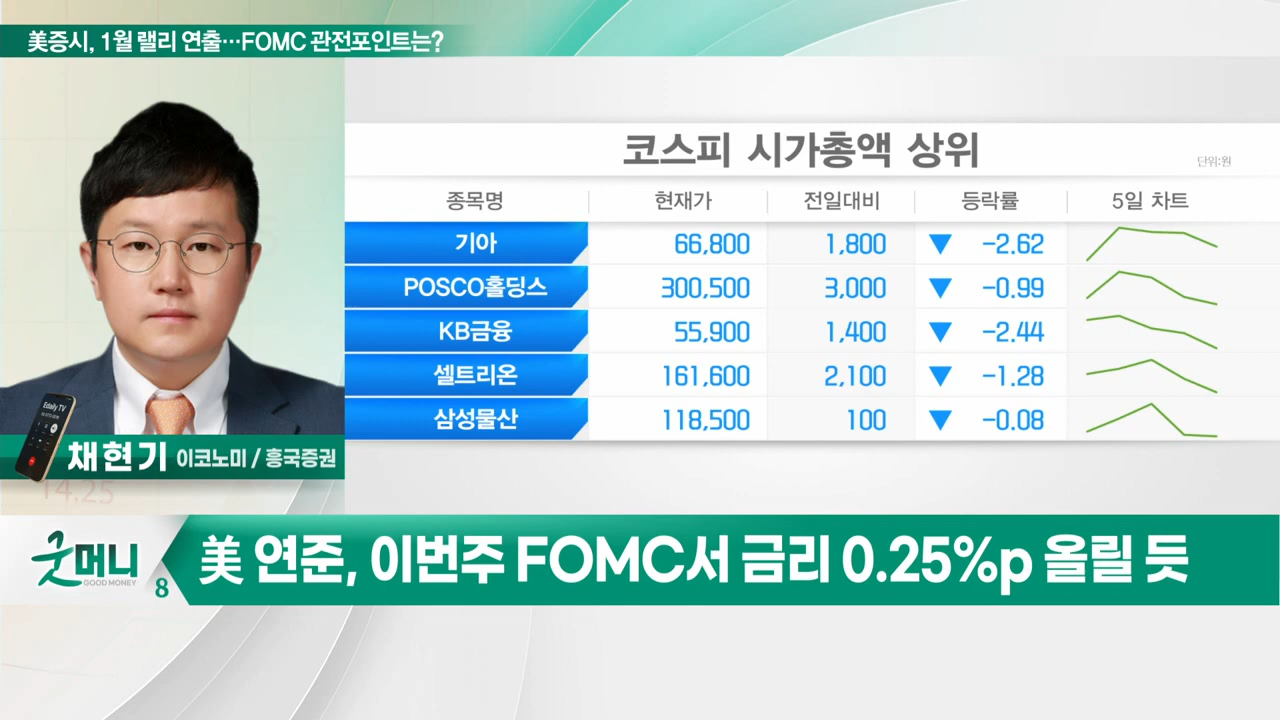 美증시, 1월 랠리 연출…FOMC 관전포인트는?
코스피 시가총액 상위
단위:원
종목명 현재가 전일대비 등락률 5일 차트
기아 66,800 1,800 ▼ -2.62
POSCO홀딩스 300,500 3,000 ▼ -0.99
KB금융 55,900 1,400 ▼ -2.44
셀트리온 161,600 2,100 ▼ -1.28
삼성물산 118,500 100 ▼ -0.08
Edaily TV
채현기 이코노미 / 흥국증권
14.25
굿머니
GOOD MONEY
8
美 연준, 이번주 FOMC서 금리 0.25%p 올릴 듯